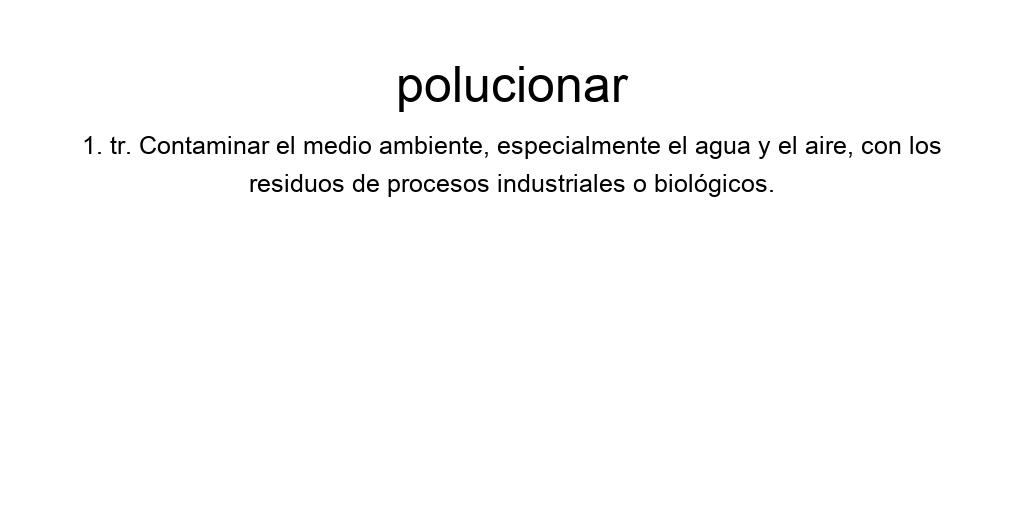 polucionar
1. tr. Contaminar el medio ambiente, especialmente el agua y el aire, con los
residuos de procesos industriales o biológicos.